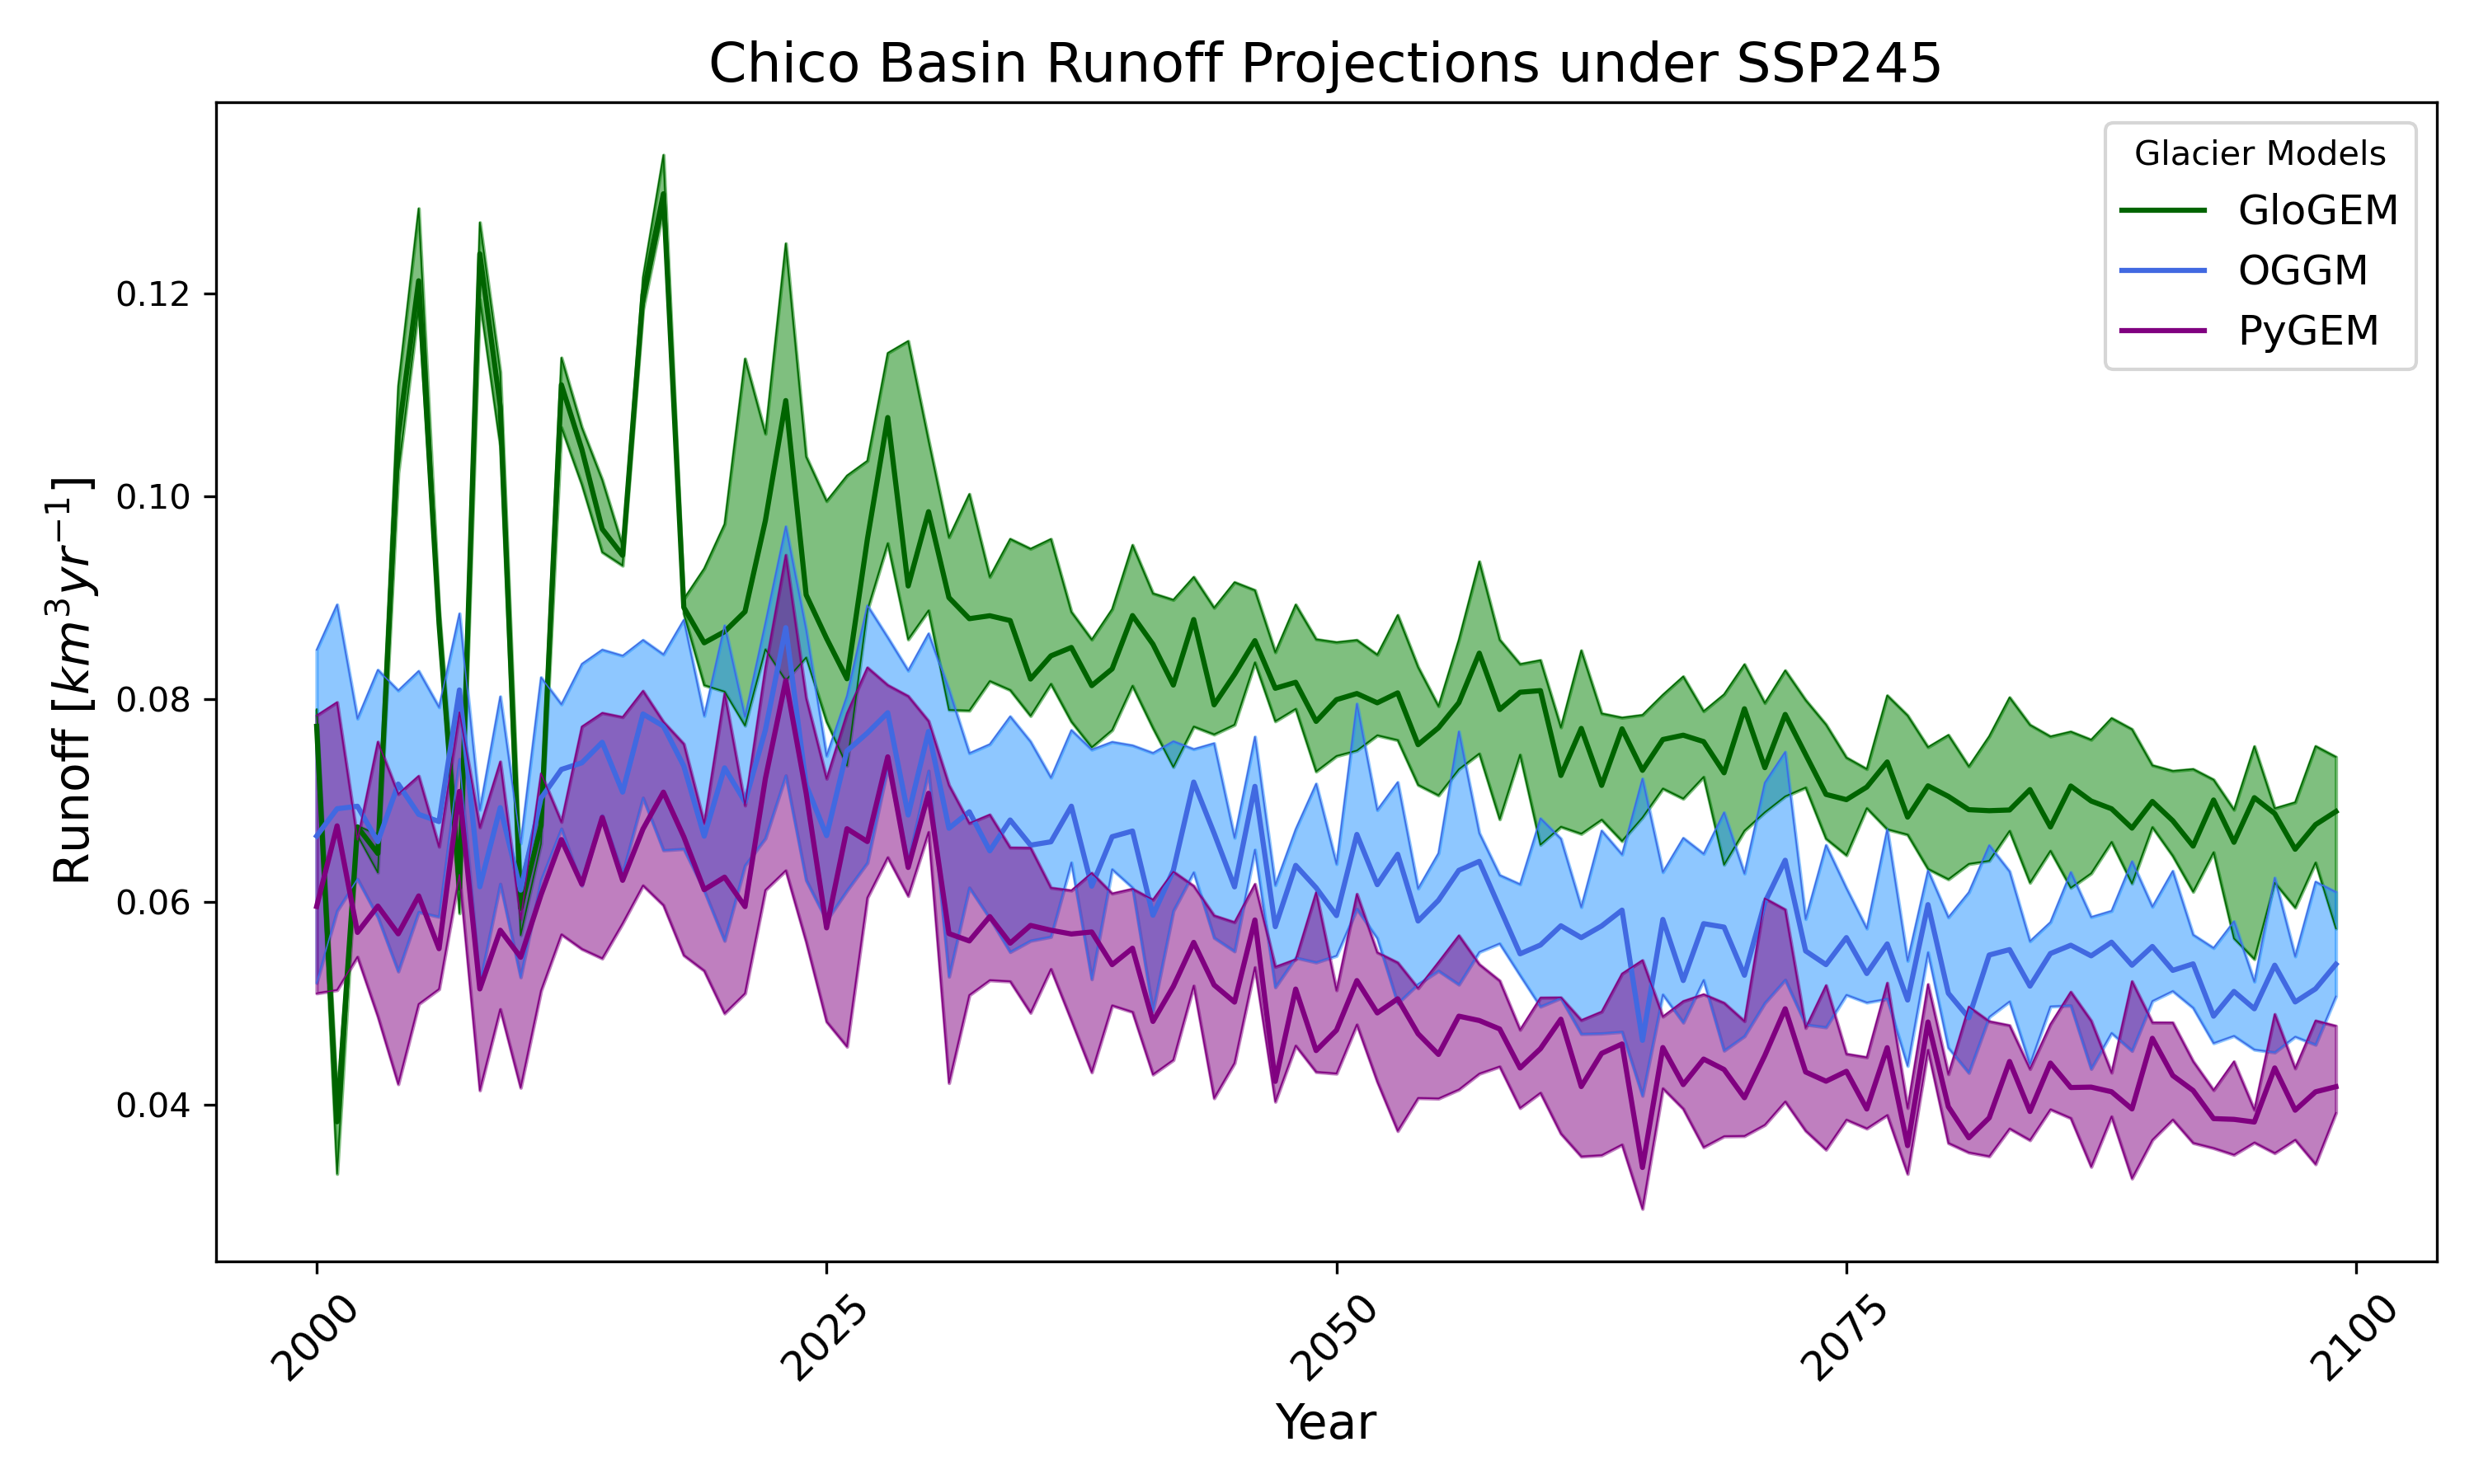 Chico Basin Runoff Projections under SSP245
Glacier Models
GloGEM
OGGM
PyGEM
Runoff [km³yr⁻¹]
0.12
0.10
0.08
0.06
0.04
2000
2025
2050
2075
2100
Year